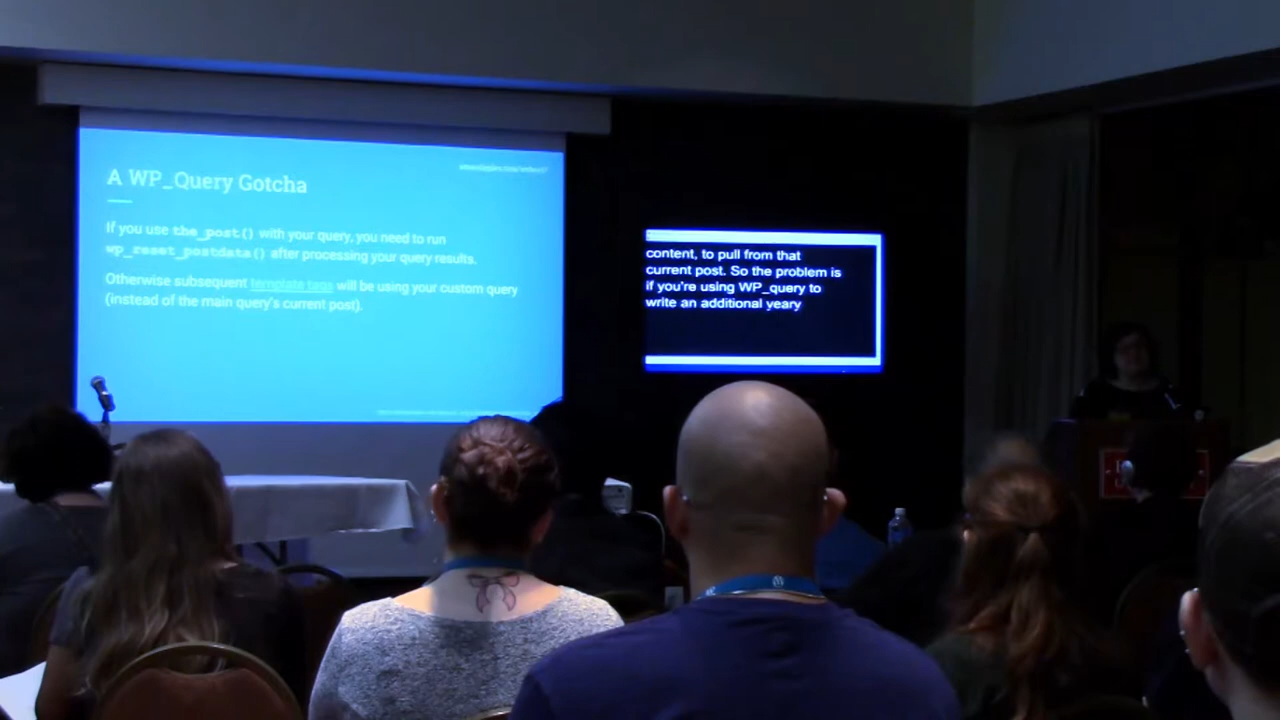 A WP_Query Gotcha
If you use the_post() with your query, you need to run
wp_reset_postdata() after processing your query results.
Otherwise subsequent template tags will be using your custom query
(instead of the main query's current post).
content, to pull from that
current post. So the problem is
if you're using WP_query to
write an additional yeary